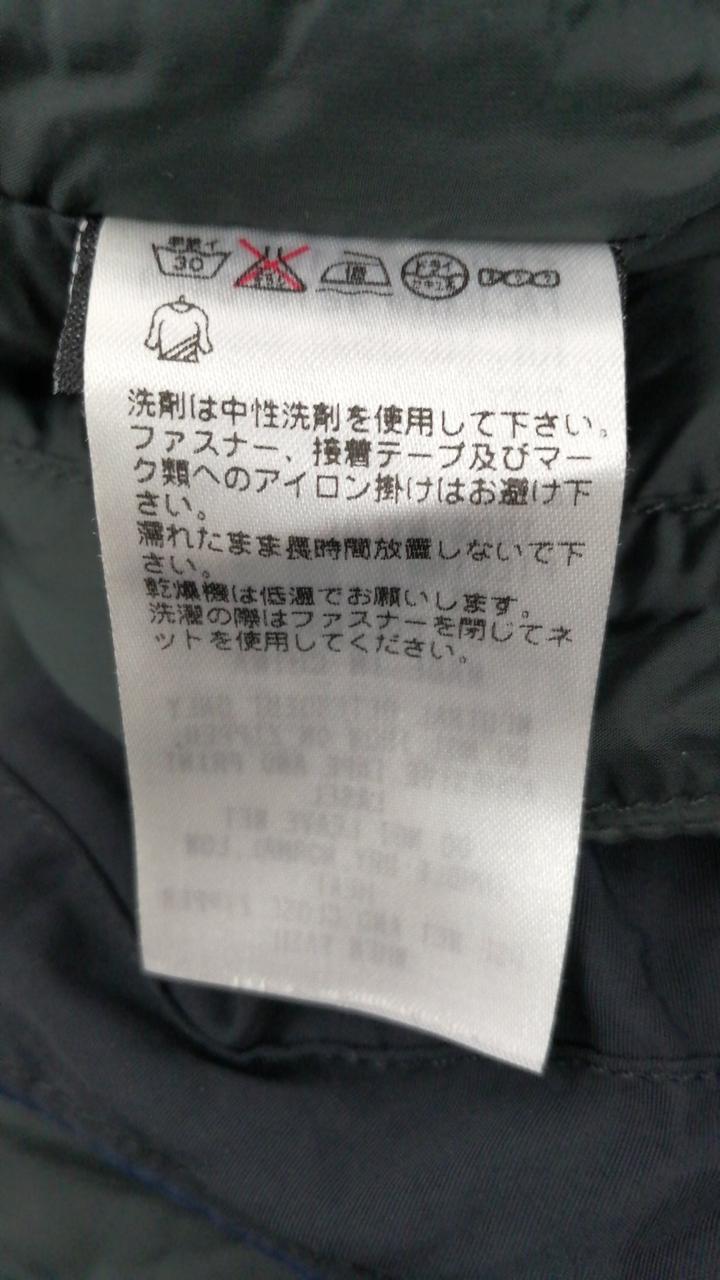 30
ドライ
洗剤は中性洗剤を使用して下さい。
ファスナー、接着テープ及びマー
ク類へのアイロン掛けはお避け下
さい。
濡れたまま長時間放置しないで下
さい。
乾燥機は低温でお願いします。
洗濯の際はファスナーを閉じてネ
ットを使用してください。